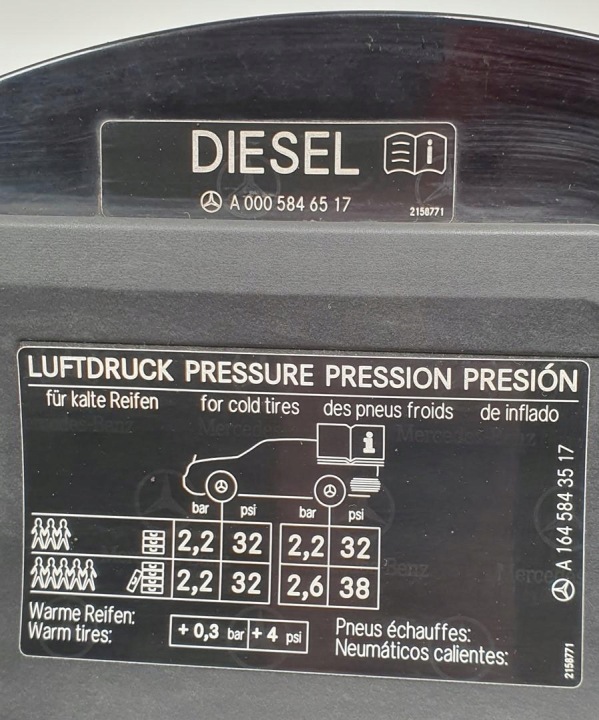 DIESEL
A 000 584 65 17
2158771
LUFTDRUCK PRESSURE PRESSION PRESIÓN
für kalte Reifen for cold tires des pneus froids de inflado
bar psi bar psi
2,2 32 2,2 32
2,2 32 2,6 38
Warme Reifen:
Warm tires:
+ 0,3 bar + 4 psi
Pneus échauffes:
Neumáticos calientes:
A 164 584 35 17
2158771